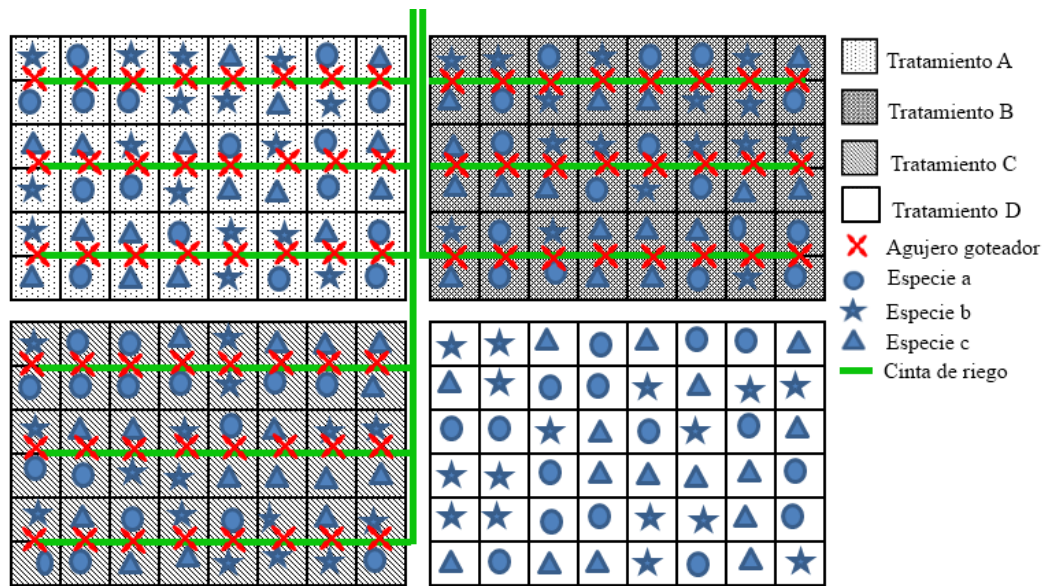 Tratamiento A
Tratamiento B
Tratamiento C
Tratamiento D
Agujero goteador
Especie a
Especie b
Especie c
Cinta de riego